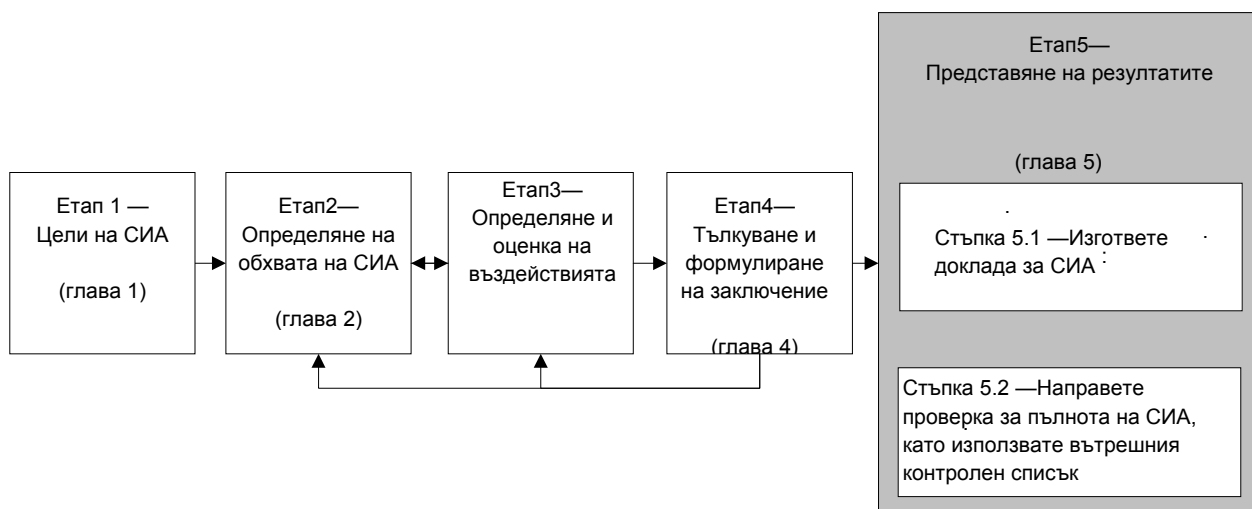 Етап 1 —
Цели на СИА
(глава 1)
Етап2—
Определяне на
обхвата на СИА
(глава 2)
Етап3—
Определяне и
оценка на
въздействията
Етап4—
Тълкуване и
формулиране
на заключение
(глава 4)
Етап5—
Представяне на резултатите
(глава 5)
Стъпка 5.1 —Изгответе
доклада за СИА
Стъпка 5.2 —Направете
проверка за пълнота на СИА,
като използвате вътрешния
контролен списък